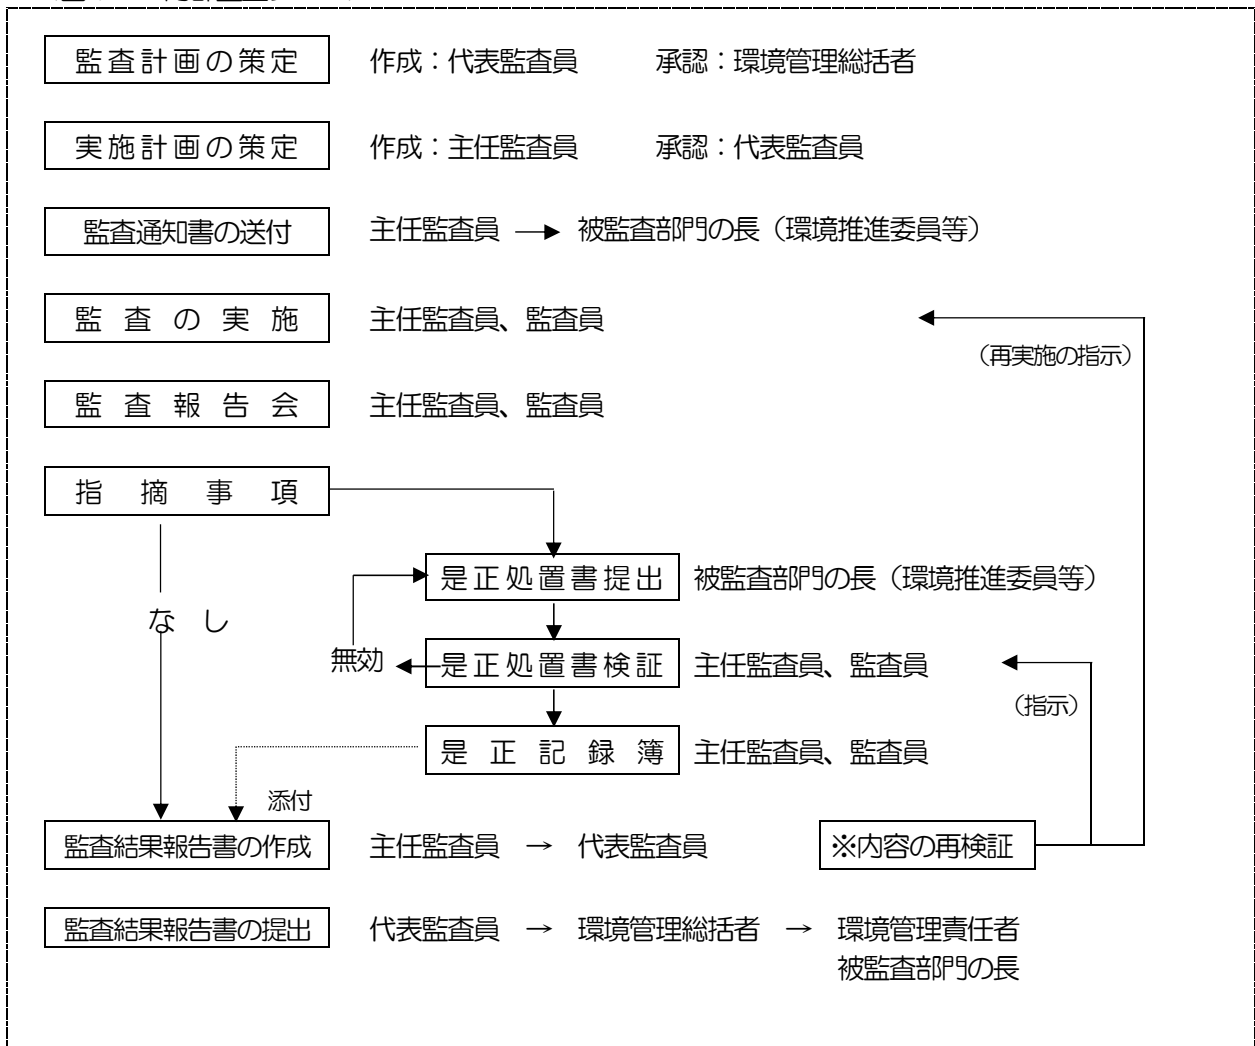 監査計画の策定 作成：代表監査員 承認：環境管理総括者
実施計画の策定 作成：主任監査員 承認：代表監査員
監査通知書の送付 主任監査員 → 被監査部門の長（環境推進委員等）
監査の実施 主任監査員、監査員
（再実施の指示）
監査報告会 主任監査員、監査員
指摘事項
是正処置書提出 被監査部門の長（環境推進委員等）
なし
無効 是正処置書検証 主任監査員、監査員
（指示）
是正記録簿 主任監査員、監査員
添付
監査結果報告書の作成 主任監査員 → 代表監査員 ※内容の再検証
監査結果報告書の提出 代表監査員 → 環境管理総括者 → 環境管理責任者
被監査部門の長